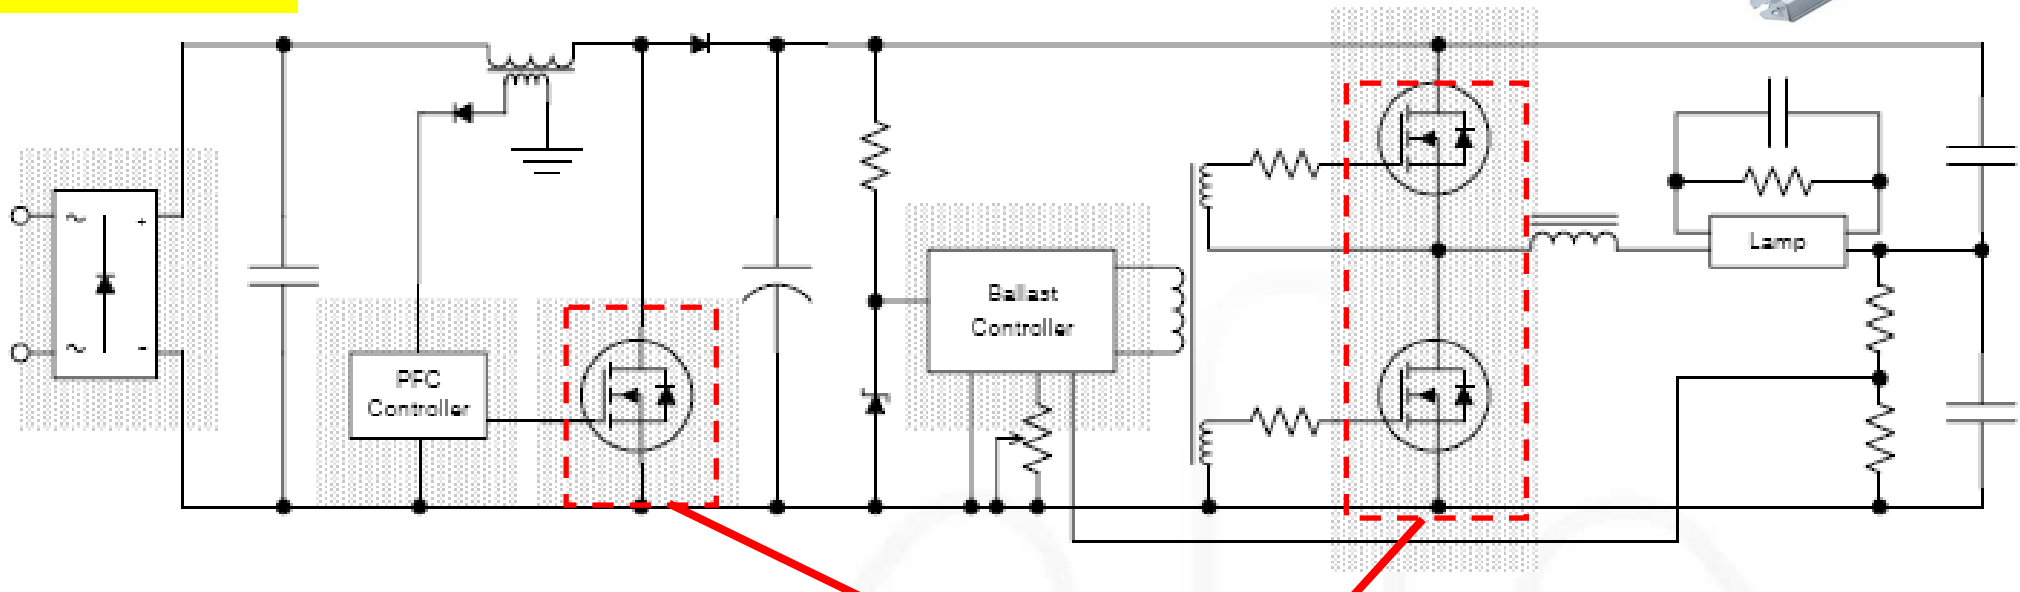 ~
+
~
-
PFC
Controller
Ballast
Controller
Lamp